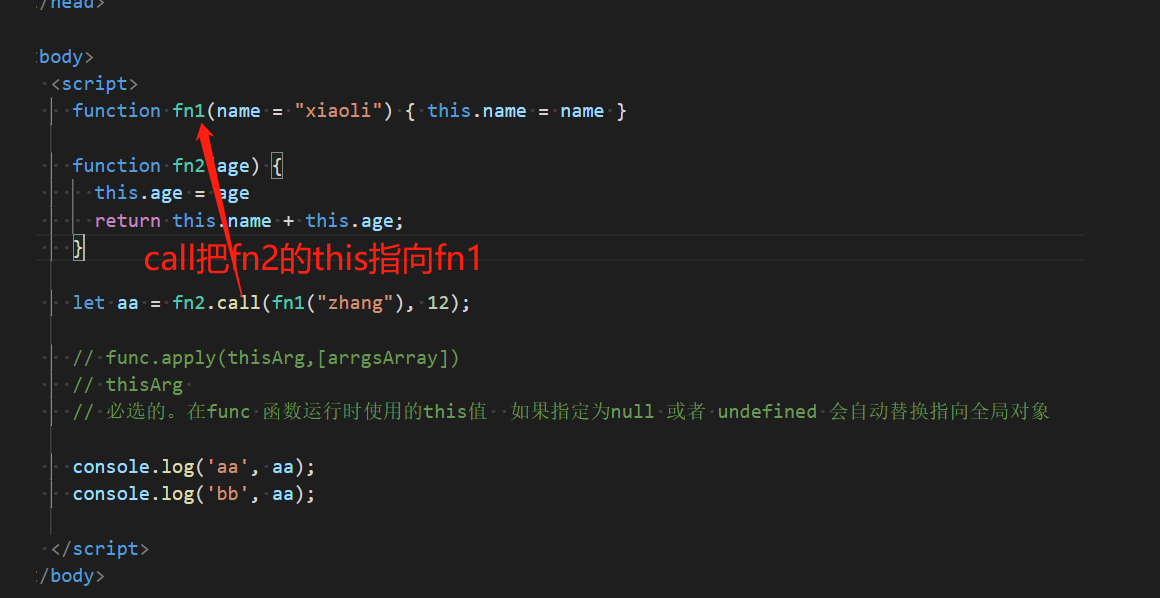 /head>
body>
<script>
function fn1(name = "xiaoli") { this.name = name }
function fn2(age) {
this.age = age
return this.name + this.age;
}
call把fn2的this指向fn1
let aa = fn2.call(fn1("zhang"), 12);
// func.apply(thisArg,[arrgsArray])
// thisArg
// 必选的。在func 函数运行时使用的this值  如果指定为null 或者 undefined 会自动替换指向全局对象
console.log('aa', aa);
console.log('bb', aa);
</script>
/body>